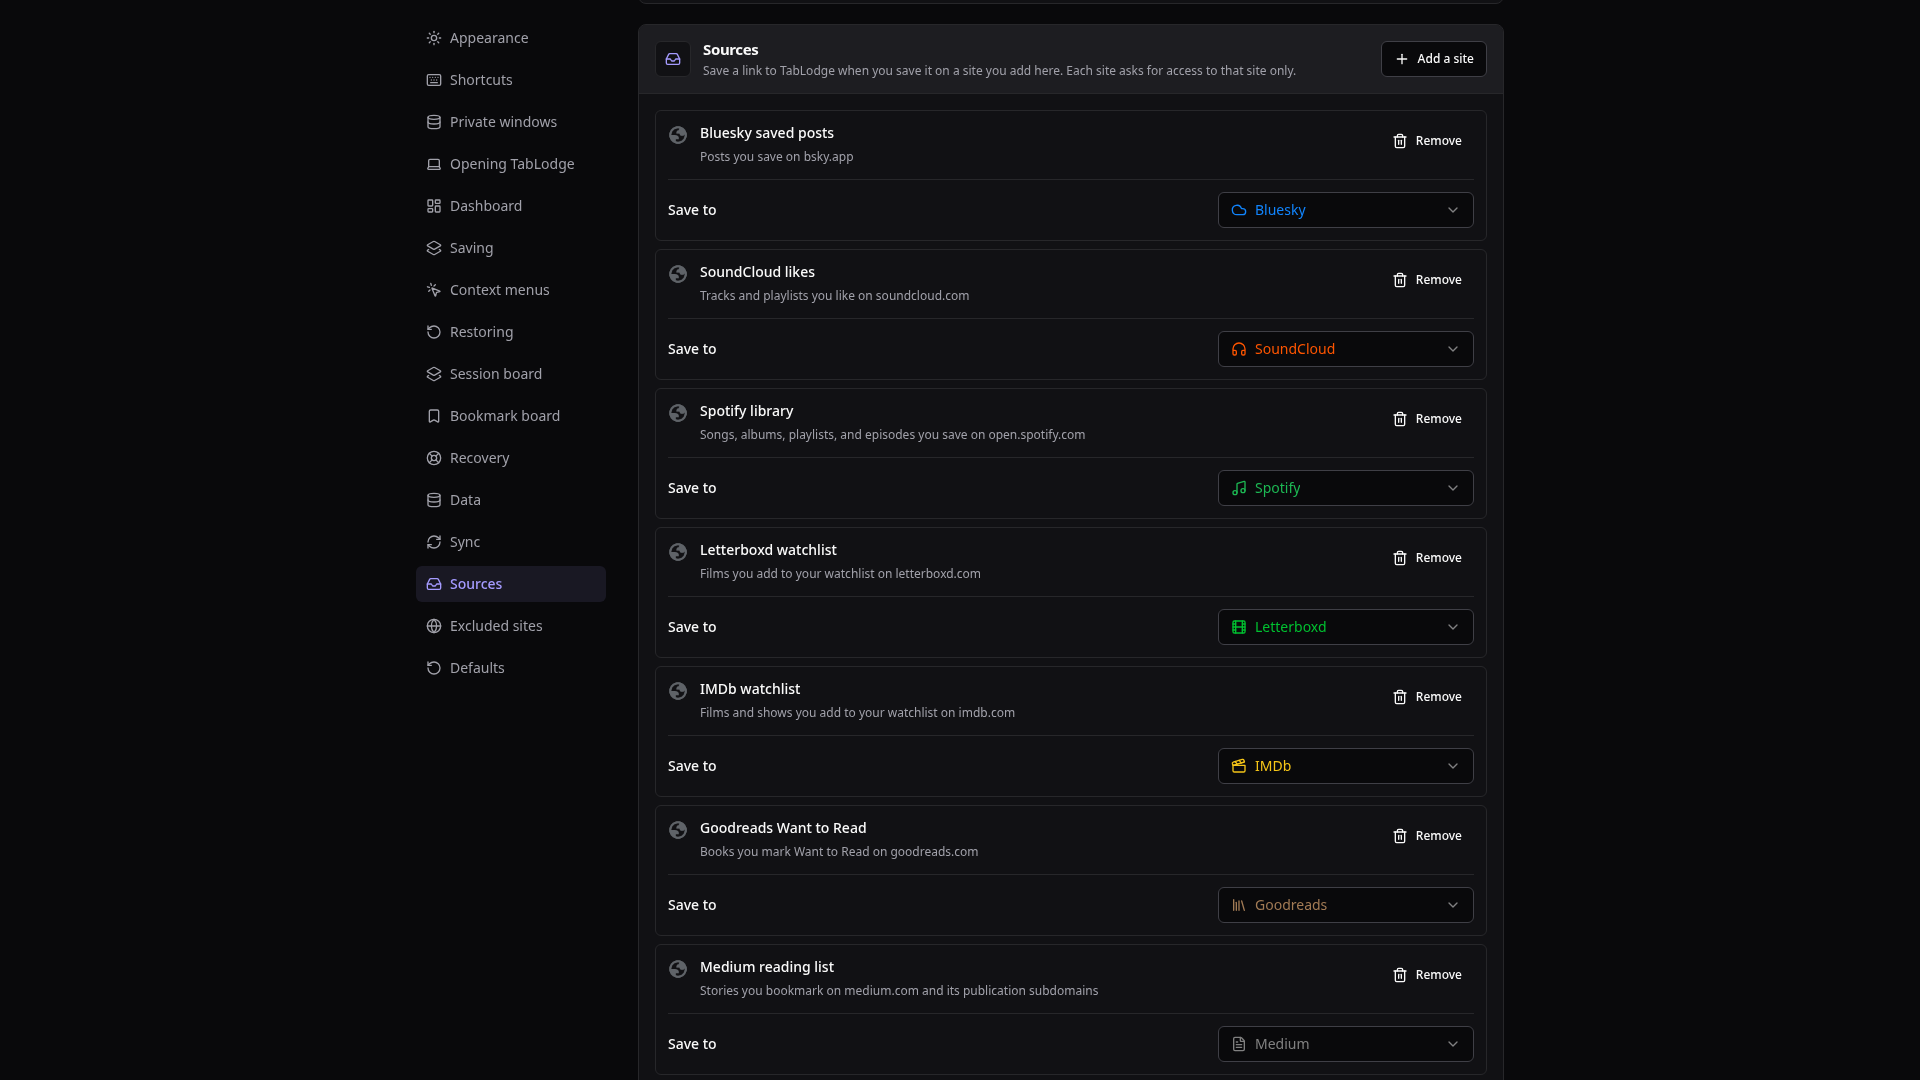 Appearance
Shortcuts
Private windows
Opening TabLodge
Dashboard
Saving
Context menus
Restoring
Session board
Bookmark board
Recovery
Data
Sync
Sources
Excluded sites
Defaults
Sources
Save a link to TabLodge when you save it on a site you add here. Each site asks for access to that site only.
Add a site
Bluesky saved posts
Posts you save on bsky.app
Remove
Save to
Bluesky
SoundCloud likes
Tracks and playlists you like on soundcloud.com
Remove
Save to
SoundCloud
Spotify library
Songs, albums, playlists, and episodes you save on open.spotify.com
Remove
Save to
Spotify
Letterboxd watchlist
Films you add to your watchlist on letterboxd.com
Remove
Save to
Letterboxd
IMDb watchlist
Films and shows you add to your watchlist on imdb.com
Remove
Save to
IMDb
Goodreads Want to Read
Books you mark Want to Read on goodreads.com
Remove
Save to
Goodreads
Medium reading list
Stories you bookmark on medium.com and its publication subdomains
Remove
Save to
Medium